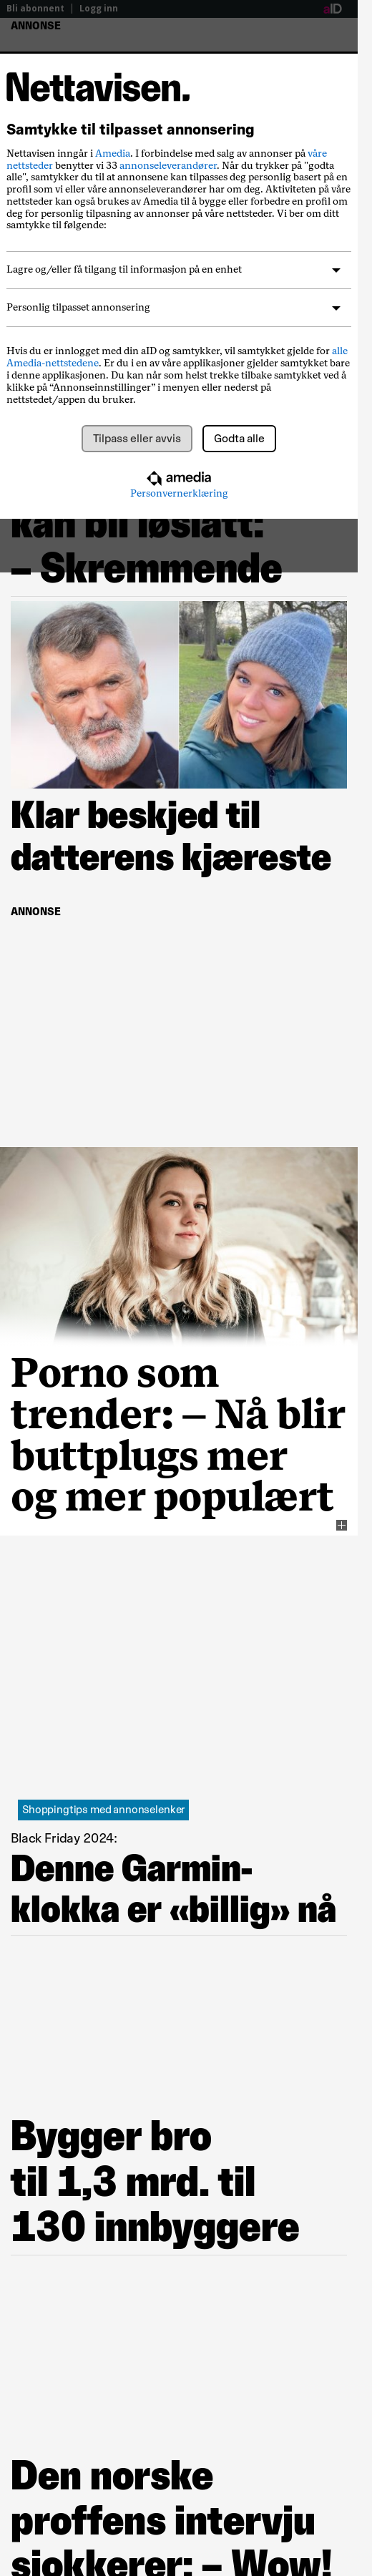 Bli abonnent | Logg inn aID
ANNONSE
Nettavisen.
Samtykke til tilpasset annonsering
Nettavisen inngår i Amedia. I forbindelse med salg av annonser på våre
nettsteder benytter vi 33 annonseleverandører. Når du trykker på "godta
alle", samtykker du til at annonsene kan tilpasses deg personlig basert på en
profil som vi eller våre annonseleverandører har om deg. Aktiviteten på våre
nettsteder kan også brukes av Amedia til å bygge eller forbedre en profil om
deg for personlig tilpasning av annonser på våre nettsteder. Vi ber om ditt
samtykke til følgende:
Lagre og/eller få tilgang til informasjon på en enhet
Personlig tilpasset annonsering
Hvis du er innlogget med din aID og samtykker, vil samtykket gjelde for alle
Amedia-nettstedene. Er du i en av våre applikasjoner gjelder samtykket bare
i denne applikasjonen. Du kan når som helst trekke tilbake samtykket ved å
klikke på “Annonseinnstillinger” i menyen eller nederst på
nettstedet/appen du bruker.
Tilpass eller avvis Godta alle
amedia
Personvernerklæring
kan bli løslatt:
– Skremmende
Klar beskjed til
datterens kjæreste
ANNONSE
Porno som
trender: – Nå blir
buttplugs mer
og mer populært
Shoppingtips med annonselenker
Black Friday 2024:
Denne Garmin-
klokka er «billig» nå
Bygger bro
til 1,3 mrd. til
130 innbyggere
Den norske
proffens intervju
sjokkerer: – Wow!